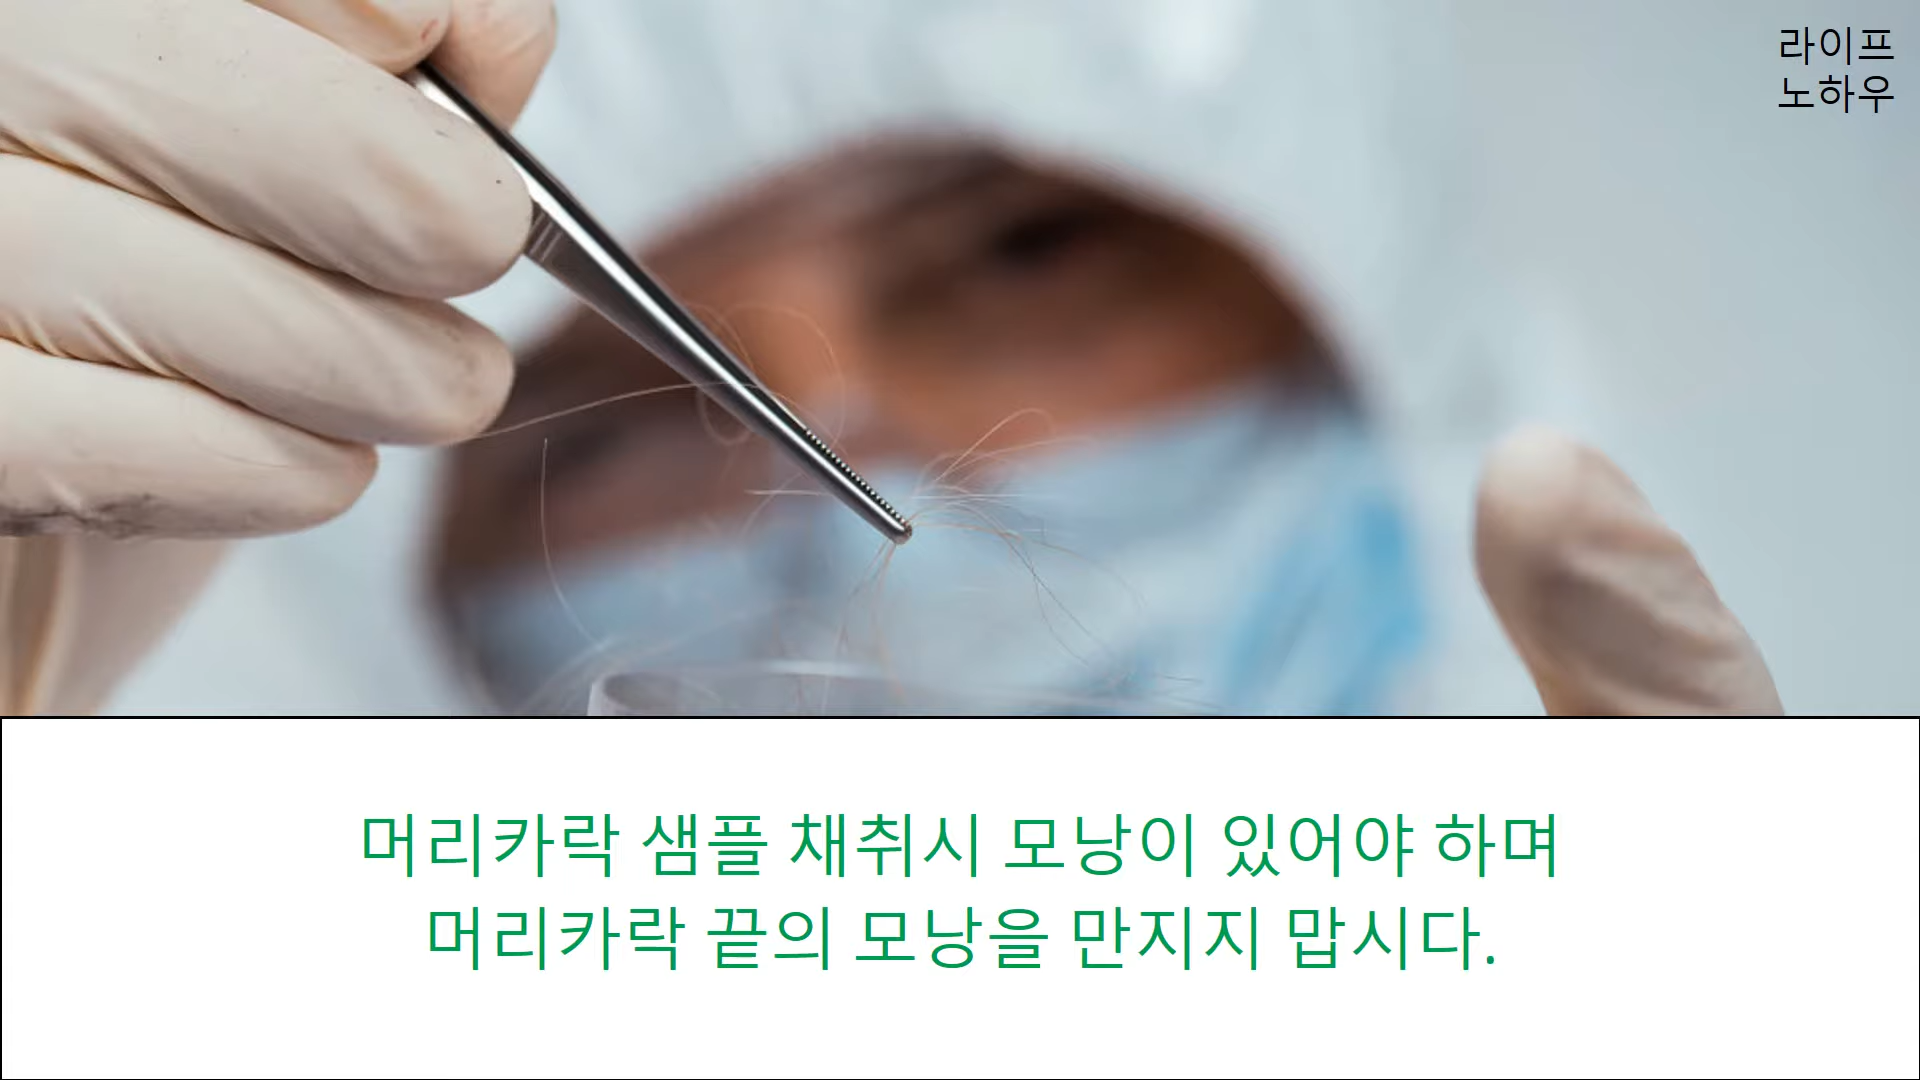 라이프
노하우
머리카락 샘플 채취시 모낭이 있어야 하며
머리카락 끝의 모낭을 만지지 맙시다.